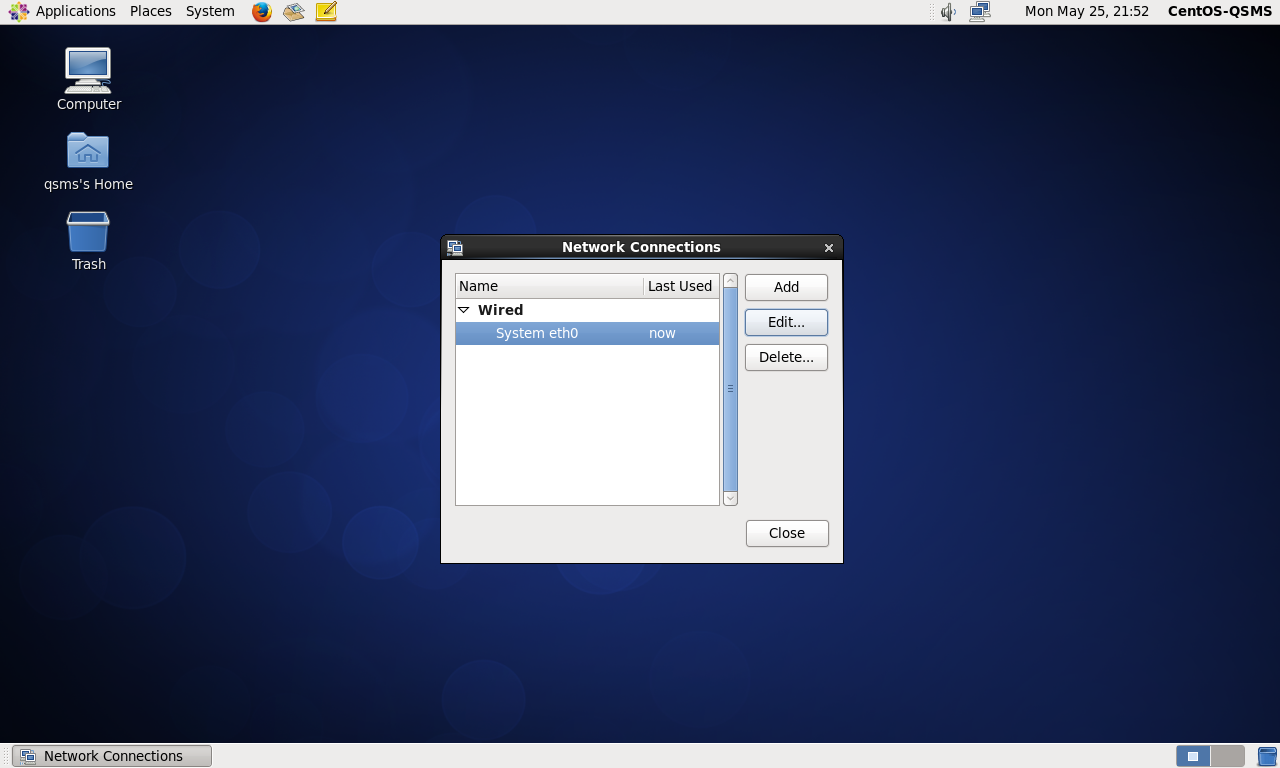 Applications Places System Mon May 25, 21:52 CentOS-QSMS
Computer
qsms's Home
Trash
Network Connections
Name Last Used
Wired
System eth0 now
Add
Edit...
Delete...
Close
Network Connections